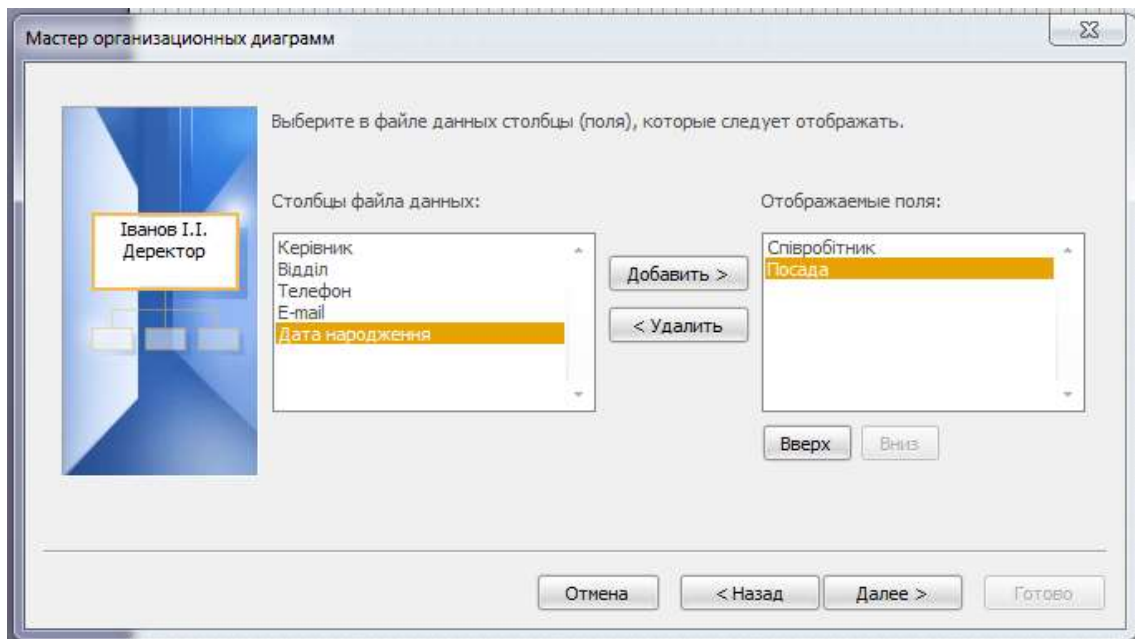 Мастер организационных диаграмм
Выберите в файле данных столбцы (поля), которые следует отображать.
Іванов І.І.
Деректор
Столбцы файла данных:
Керівник
Відділ
Телефон
E-mail
Дата народження
Добавить >
< Удалить
Отображаемые поля:
Співробітник
Посада
Вверх
Вниз
Отмена
< Назад
Далее >
Готово